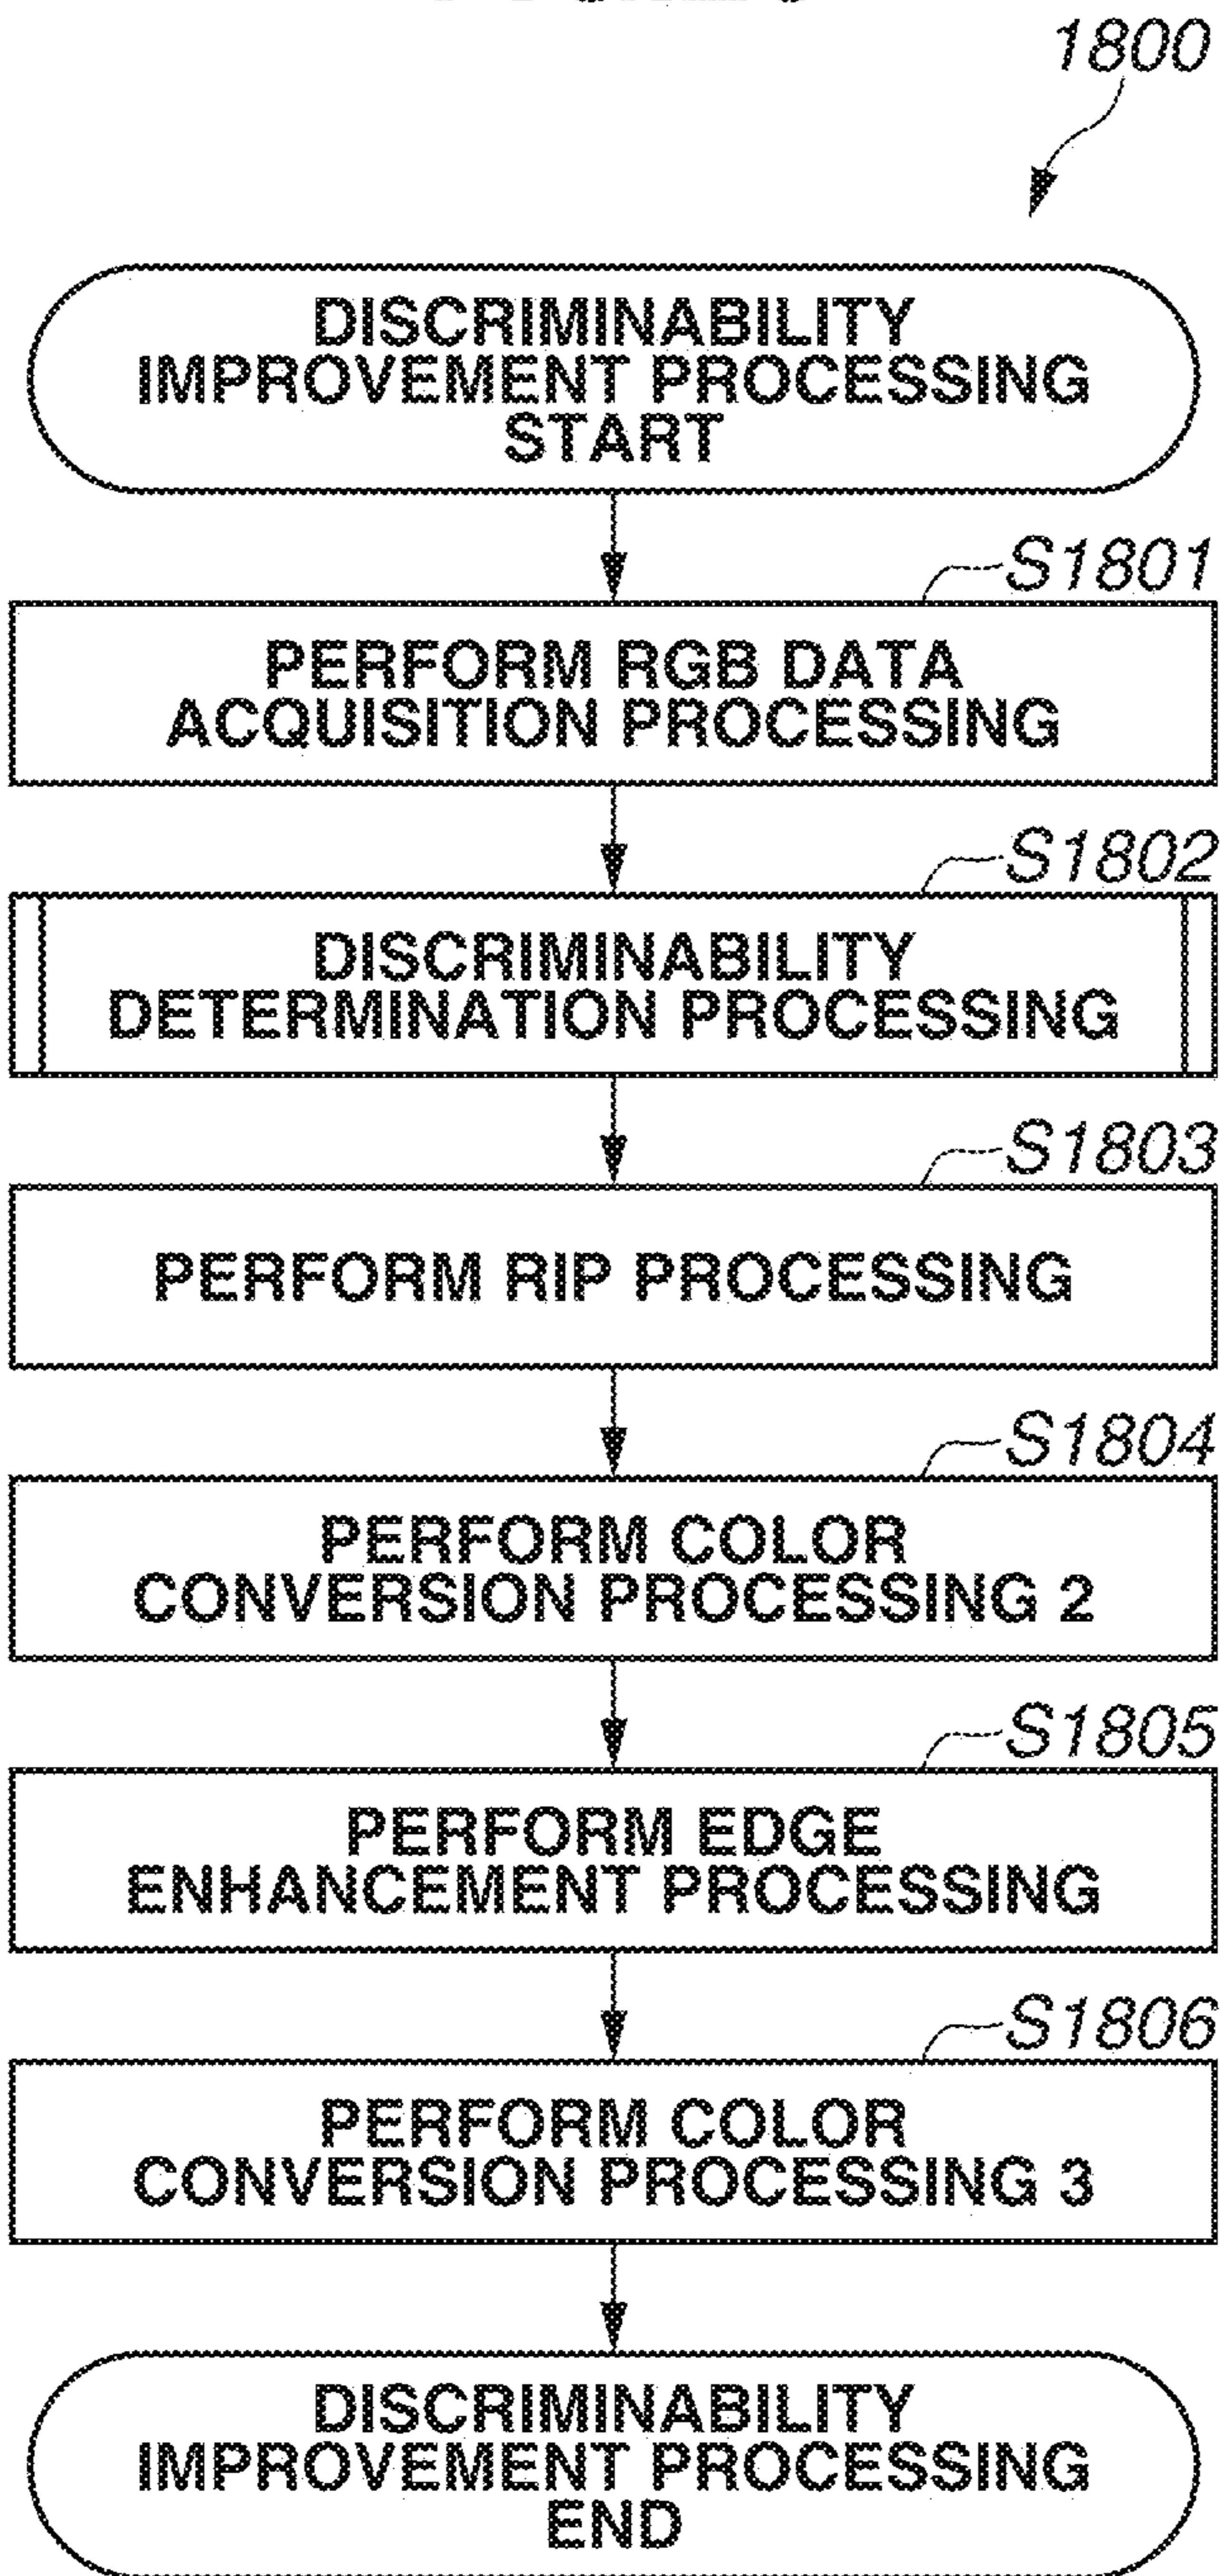 1800
DISCRIMINABILITY
IMPROVEMENT PROCESSING
START
S1801
PERFORM RGB DATA
ACQUISITION PROCESSING
S1802
DISCRIMINABILITY
DETERMINATION PROCESSING
S1803
PERFORM RIP PROCESSING
S1804
PERFORM COLOR
CONVERSION PROCESSING 2
S1805
PERFORM EDGE
ENHANCEMENT PROCESSING
S1806
PERFORM COLOR
CONVERSION PROCESSING 3
DISCRIMINABILITY
IMPROVEMENT PROCESSING
END